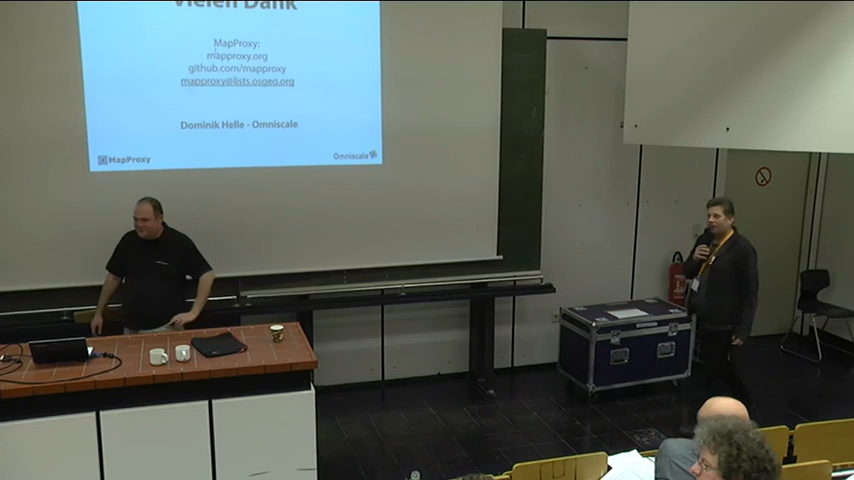 Vielen Dank
MapProxy:
mapproxy.org
github.com/mapproxy
mapproxy@lists.osgeo.org
Dominik Helle - Omniscale
MapProxy
Omniscale